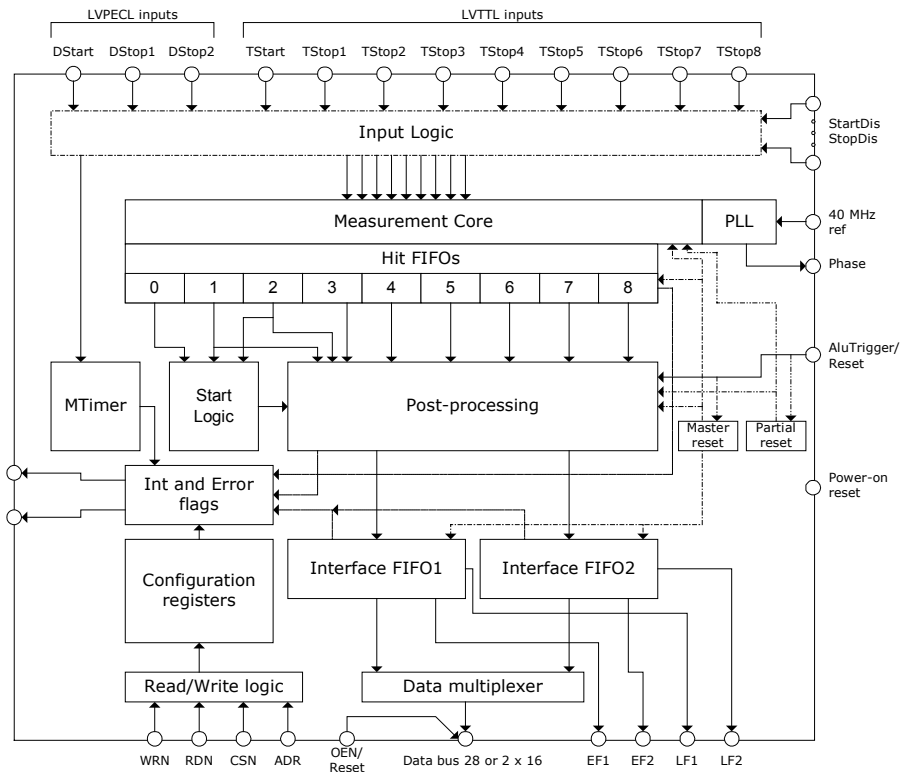 LVPECL inputs
LVTTL inputs
DStart DStop1 DStop2 TStart TStop1 TStop2 TStop3 TStop4 TStop5 TStop6 TStop7 TStop8
Input Logic
StartDis
StopDis
Measurement Core
PLL
40 MHz
ref
Hit FIFOs
Phase
0 1 2 3 4 5 6 7 8
AluTrigger/
Reset
MTimer
Start
Logic
Post-processing
Master
reset
Partial
reset
Int and Error
flags
Power-on
reset
Configuration
registers
Interface FIFO1
Interface FIFO2
Read/Write logic
Data multiplexer
WRN RDN CSN ADR
OEN/
Reset
Data bus 28 or 2 x 16
EF1 EF2 LF1 LF2